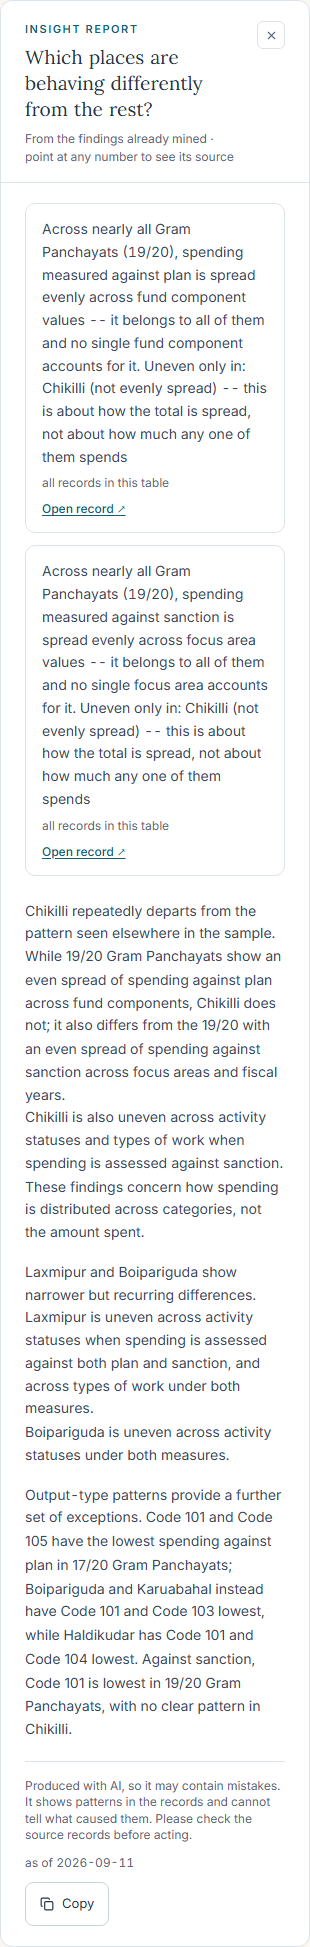 INSIGHT REPORT
Which places are
behaving differently
from the rest?
From the findings already mined ·
point at any number to see its source
Across nearly all Gram
Panchayats (19/20), spending
measured against plan is spread
evenly across fund component
values -- it belongs to all of them
and no single fund component
accounts for it. Uneven only in:
Chikilli (not evenly spread) -- this
is about how the total is spread,
not about how much any one of
them spends
all records in this table
Open record ↗
Across nearly all Gram
Panchayats (19/20), spending
measured against sanction is
spread evenly across focus area
values -- it belongs to all of them
and no single focus area accounts
for it. Uneven only in: Chikilli (not
evenly spread) -- this is about
how the total is spread, not about
how much any one of them
spends
all records in this table
Open record ↗
Chikilli repeatedly departs from the
pattern seen elsewhere in the sample.
While 19/20 Gram Panchayats show an
even spread of spending against plan
across fund components, Chikilli does
not; it also differs from the 19/20 with
an even spread of spending against
sanction across focus areas and fiscal
years.
Chikilli is also uneven across activity
statuses and types of work when
spending is assessed against sanction.
These findings concern how spending
is distributed across categories, not
the amount spent.
Laxmipur and Boipariguda show
narrower but recurring differences.
Laxmipur is uneven across activity
statuses when spending is assessed
against both plan and sanction, and
across types of work under both
measures.
Boipariguda is uneven across activity
statuses under both measures.
Output-type patterns provide a further
set of exceptions. Code 101 and Code
105 have the lowest spending against
plan in 17/20 Gram Panchayats;
Boipariguda and Karuabahal instead
have Code 101 and Code 103 lowest,
while Haldikudar has Code 101 and
Code 104 lowest. Against sanction,
Code 101 is lowest in 19/20 Gram
Panchayats, with no clear pattern in
Chikilli.
Produced with AI, so it may contain mistakes.
It shows patterns in the records and cannot
tell what caused them. Please check the
source records before acting.
as of 2026-09-11
Copy